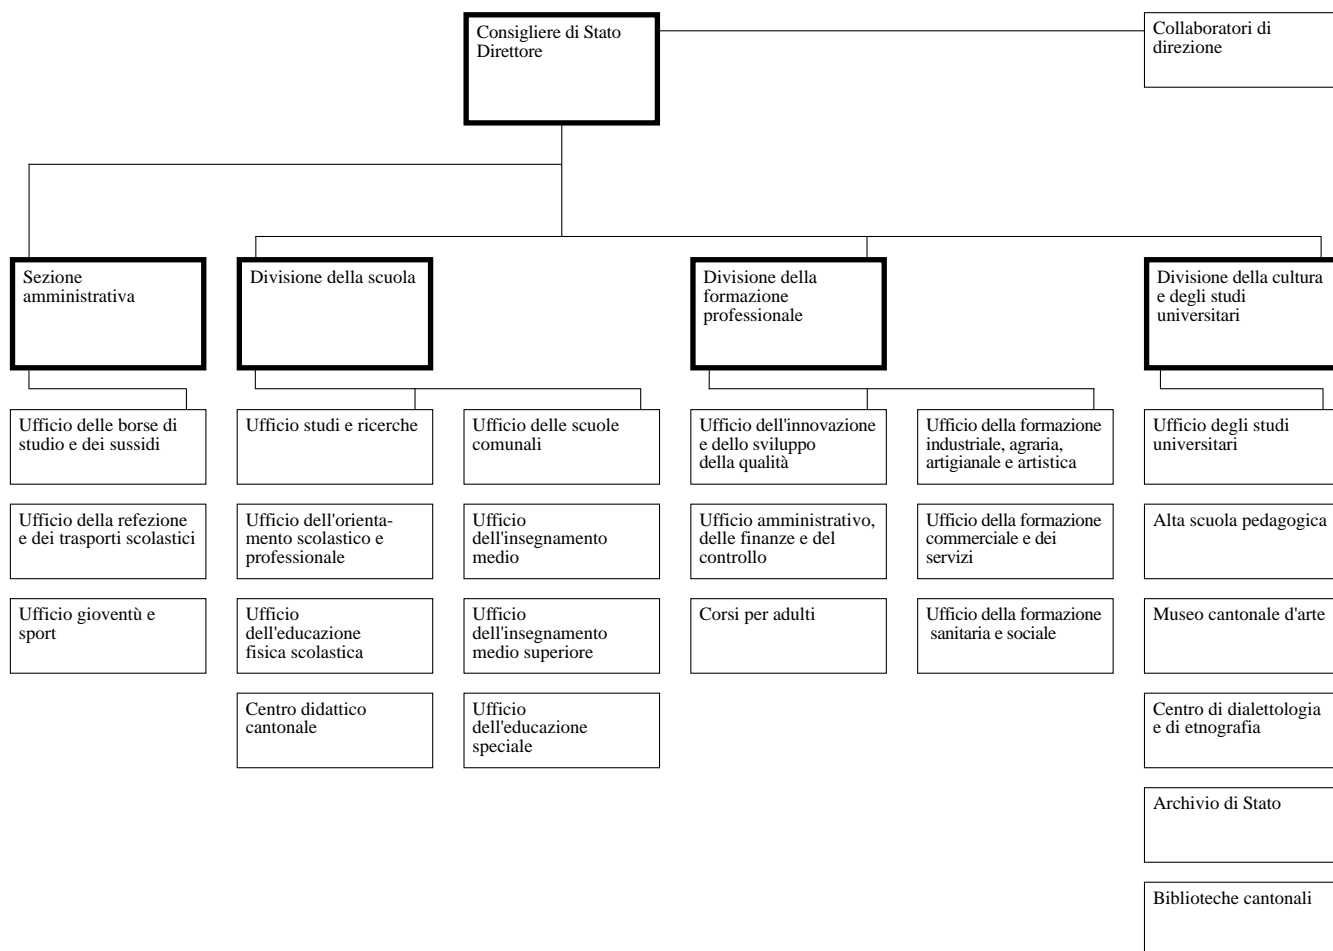 Consigliere di Stato
Direttore
Collaboratori di
direzione
Sezione
amministrativa
Divisione della scuola
Divisione della
formazione
professionale
Divisione della cultura
e degli studi
universitari
Ufficio delle borse di
studio e dei sussidi
Ufficio studi e ricerche
Ufficio delle scuole
comunali
Ufficio dell'innovazione
e dello sviluppo
della qualità
Ufficio della formazione
industriale, agraria,
artigianale e artistica
Ufficio degli studi
universitari
Ufficio della refezione
e dei trasporti scolastici
Ufficio dell'orienta-
mento scolastico e
professionale
Ufficio
dell'insegnamento
medio
Ufficio amministrativo,
delle finanze e del
controllo
Ufficio della formazione
commerciale e dei
servizi
Alta scuola pedagogica
Ufficio gioventù e
sport
Ufficio
dell'educazione
fisica scolastica
Ufficio
dell'insegnamento
medio superiore
Corsi per adulti
Ufficio della formazione
sanitaria e sociale
Museo cantonale d'arte
Centro didattico
cantonale
Ufficio
dell'educazione
speciale
Centro di dialettologia
e di etnografia
Archivio di Stato
Biblioteche cantonali